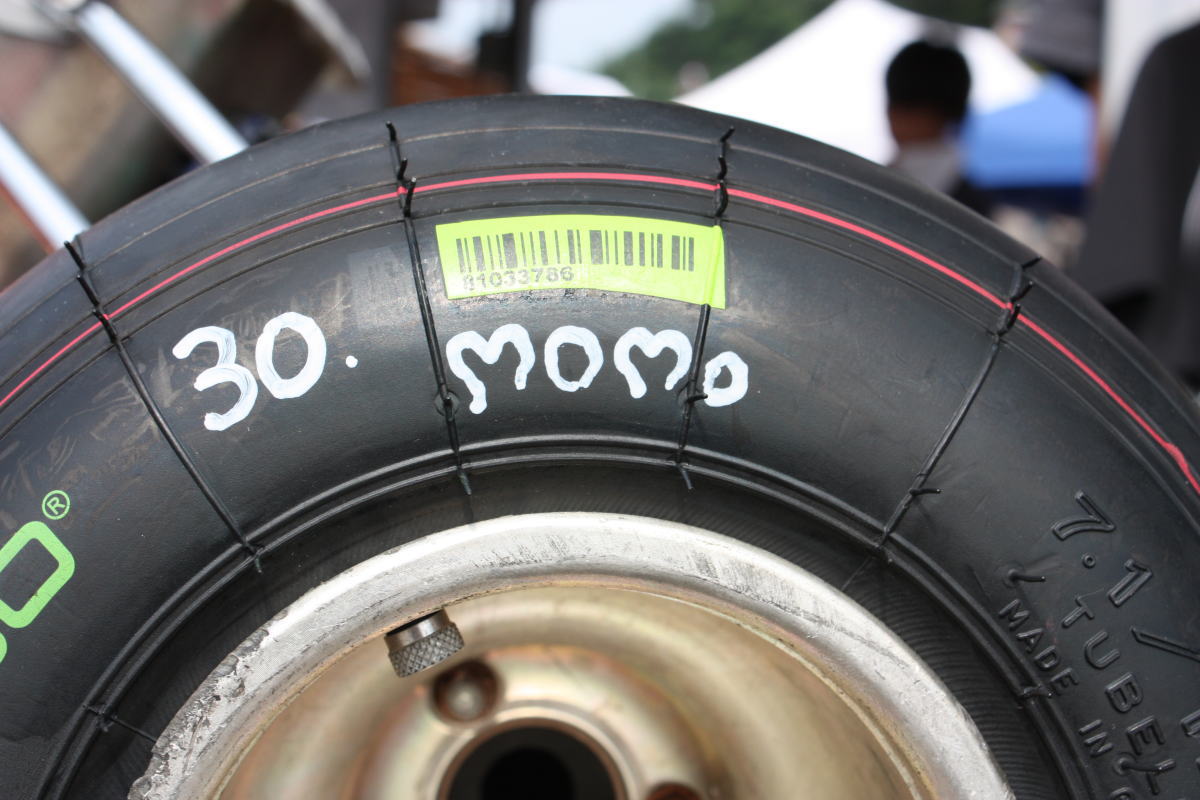 81033786
30. MOMO
7.1/
TUBEL
MADE IN
O®